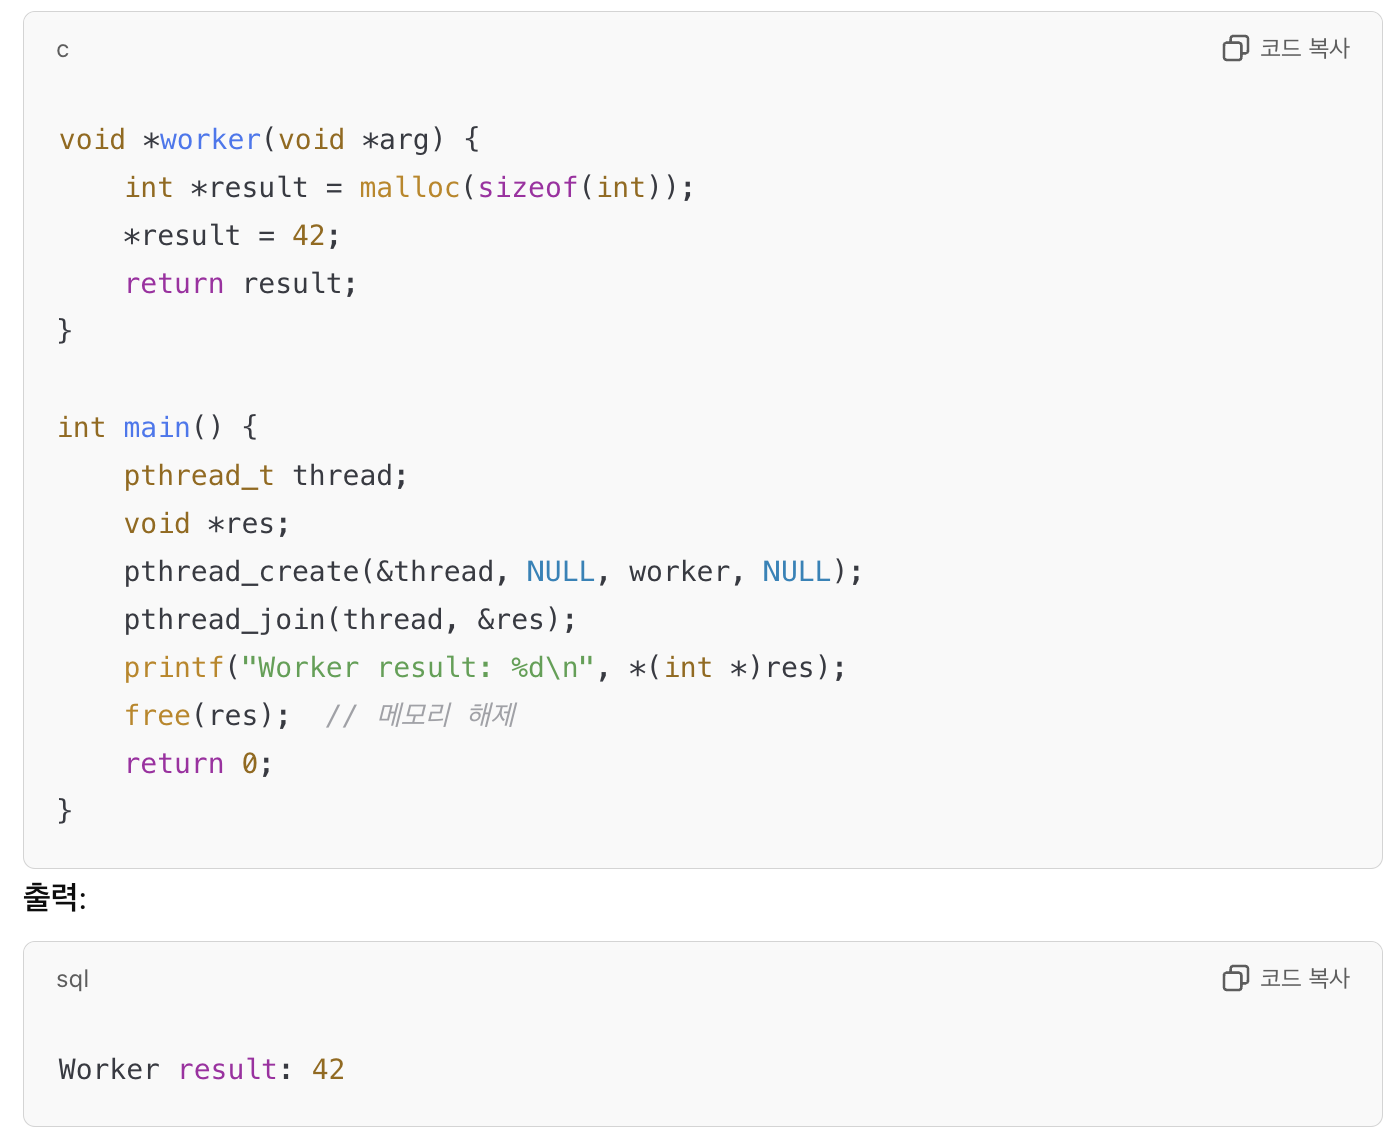 c
코드 복사
void *worker(void *arg) {
    int *result = malloc(sizeof(int));
    *result = 42;
    return result;
}
int main() {
    pthread_t thread;
    void *res;
    pthread_create(&thread, NULL, worker, NULL);
    pthread_join(thread, &res);
    printf("Worker result: %d\n", *(int *)res);
    free(res);  // 메모리 해제
    return 0;
}
출력:
sql
코드 복사
Worker result: 42